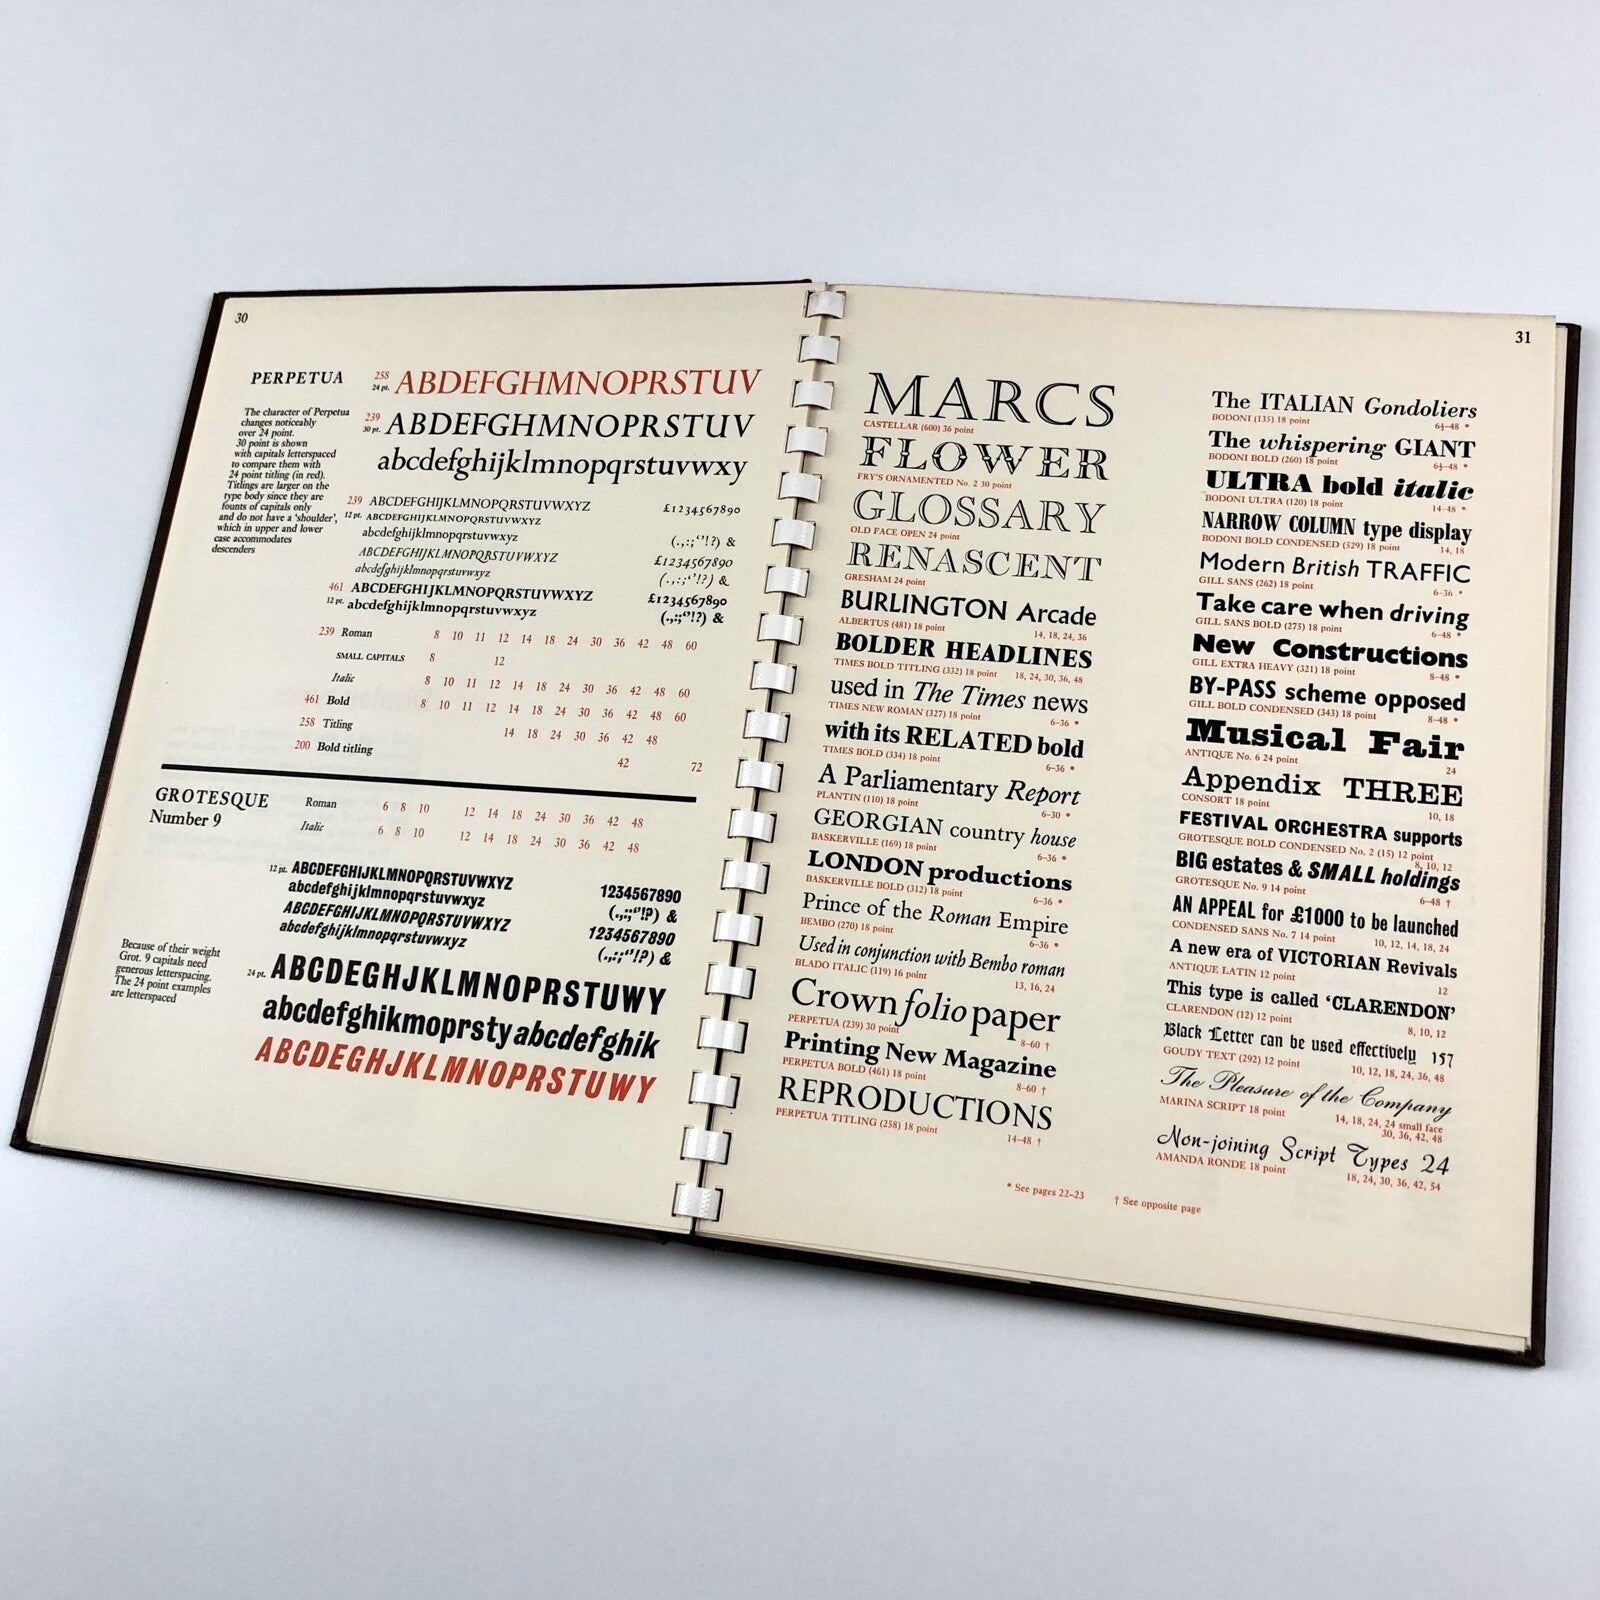 30
PERPETUA
The character of Perpetua
changes noticeably
over 24 point.
30 point is shown
with capitals letterspaced
to compare them with
24 point titling (in red).
Titlings are larger on the
type body since they are
founts of capitals only
and do not have a ‘shoulder’,
which in upper and lower
case accommodates
descenders
258
24 pt. ABDEFGHMNOPRSTUV
239
30 pt. ABDEFGHMNOPRSTUV
abcdefghijklmnopqrstuvwxy
239 ABCDEFGHIJKLMNOPQRSTUVWXYZ £1234567890
12 pt. ABCDEFGHIJKLMNOPQRSTUVWXYZ
abcdefghijklmnopqrstuvwxyz (.,:;‘’!?) &
ABCDEFGHIJKLMNOPQRSTUVWXYZ £1234567890
abcdefghijklmnopqrstuvwxyz (.,:;‘’!?) &
461 ABCDEFGHIJKLMNOPQRSTUVWXYZ £1234567890
12 pt. abcdefghijklmnopqrstuvwxyz (.,:;‘’!?) &
239 Roman 8 10 11 12 14 18 24 30 36 42 48 60
SMALL CAPITALS 8 12
Italic 8 10 11 12 14 18 24 30 36 42 48 60
461 Bold 8 10 11 12 14 18 24 30 36 42 48 60
258 Titling 14 18 24 30 36 42 48
200 Bold titling 42 72
GROTESQUE
Number 9
Roman 6 8 10 12 14 18 24 30 36 42 48
Italic 6 8 10 12 14 18 24 30 36 42 48
12 pt. ABCDEFGHIJKLMNOPQRSTUVWXYZ 1234567890
abcdefghijklmnopqrstuvwxyz (.,:;‘’!?) &
ABCDEFGHIJKLMNOPQRSTUVWXYZ 1234567890
abcdefghijklmnopqrstuvwxyz (.,:;‘’!?) &
Because of their weight
Grot. 9 capitals need
generous letterspacing.
The 24 point examples
are letterspaced
24 pt. ABCDEGHJKLMNOPRSTUWY
abcdefghikmoprsty abcdefghik
ABCDEGHJKLMNOPRSTUWY
31
MARCS
CASTELLAR (600) 36 point
FLOWER
FRY'S ORNAMENTED No. 2 30 point
GLOSSARY
OLD FACE OPEN 24 point
RENASCENT
GRESHAM 24 point
BURLINGTON Arcade
ALBERTUS (481) 18 point 14, 18, 24, 36
BOLDER HEADLINES
TIMES BOLD TITLING (332) 18 point 18, 24, 30, 36, 48
used in The Times news
TIMES NEW ROMAN (327) 18 point 6–36 *
with its RELATED bold
TIMES BOLD (334) 18 point 6–36 *
A Parliamentary Report
PLANTIN (110) 18 point 6–30 *
GEORGIAN country house
BASKERVILLE (169) 18 point 6–36 *
LONDON productions
BASKERVILLE BOLD (312) 18 point 6–36 *
Prince of the Roman Empire
BEMBO (270) 18 point 6–36 *
Used in conjunction with Bembo roman
BLADO ITALIC (119) 16 point 13, 16, 24
Crown folio paper
PERPETUA (239) 30 point 8–60 †
Printing New Magazine
PERPETUA BOLD (461) 18 point 8–60 †
REPRODUCTIONS
PERPETUA TITLING (258) 18 point 14–48 †
The ITALIAN Gondoliers
BODONI (135) 18 point 6½–48 *
The whispering GIANT
BODONI BOLD (260) 18 point 6½–48 *
ULTRA bold italic
BODONI ULTRA (120) 18 point 14–48 *
NARROW COLUMN type display
BODONI BOLD CONDENSED (529) 18 point 14, 18
Modern British TRAFFIC
GILL SANS (262) 18 point 6–36 *
Take care when driving
GILL SANS BOLD (275) 18 point 6–48 *
New Constructions
GILL EXTRA HEAVY (321) 18 point 8–48 *
BY-PASS scheme opposed
GILL BOLD CONDENSED (343) 18 point 8–48 *
Musical Fair
ANTIQUE No. 6 24 point 24
Appendix THREE
CONSORT 18 point 10, 18
FESTIVAL ORCHESTRA supports
GROTESQUE BOLD CONDENSED No. 2 (15) 12 point 8, 10, 12
BIG estates & SMALL holdings
GROTESQUE No. 9 14 point 6–48 †
AN APPEAL for £1000 to be launched
CONDENSED SANS No. 7 14 point 10, 12, 14, 18, 24
A new era of VICTORIAN Revivals
ANTIQUE LATIN 12 point 12
This type is called ‘CLARENDON’
CLARENDON (12) 12 point 8, 10, 12
Black Letter can be used effectively 157
GOUDY TEXT (292) 12 point 10, 12, 18, 24, 36, 48
The Pleasure of the Company
MARINA SCRIPT 18 point 14, 18, 24, 24 small face
30, 36, 42, 48
Non-joining Script Types 24
AMANDA RONDE 18 point 18, 24, 30, 36, 42, 54
* See pages 22–23 † See opposite page